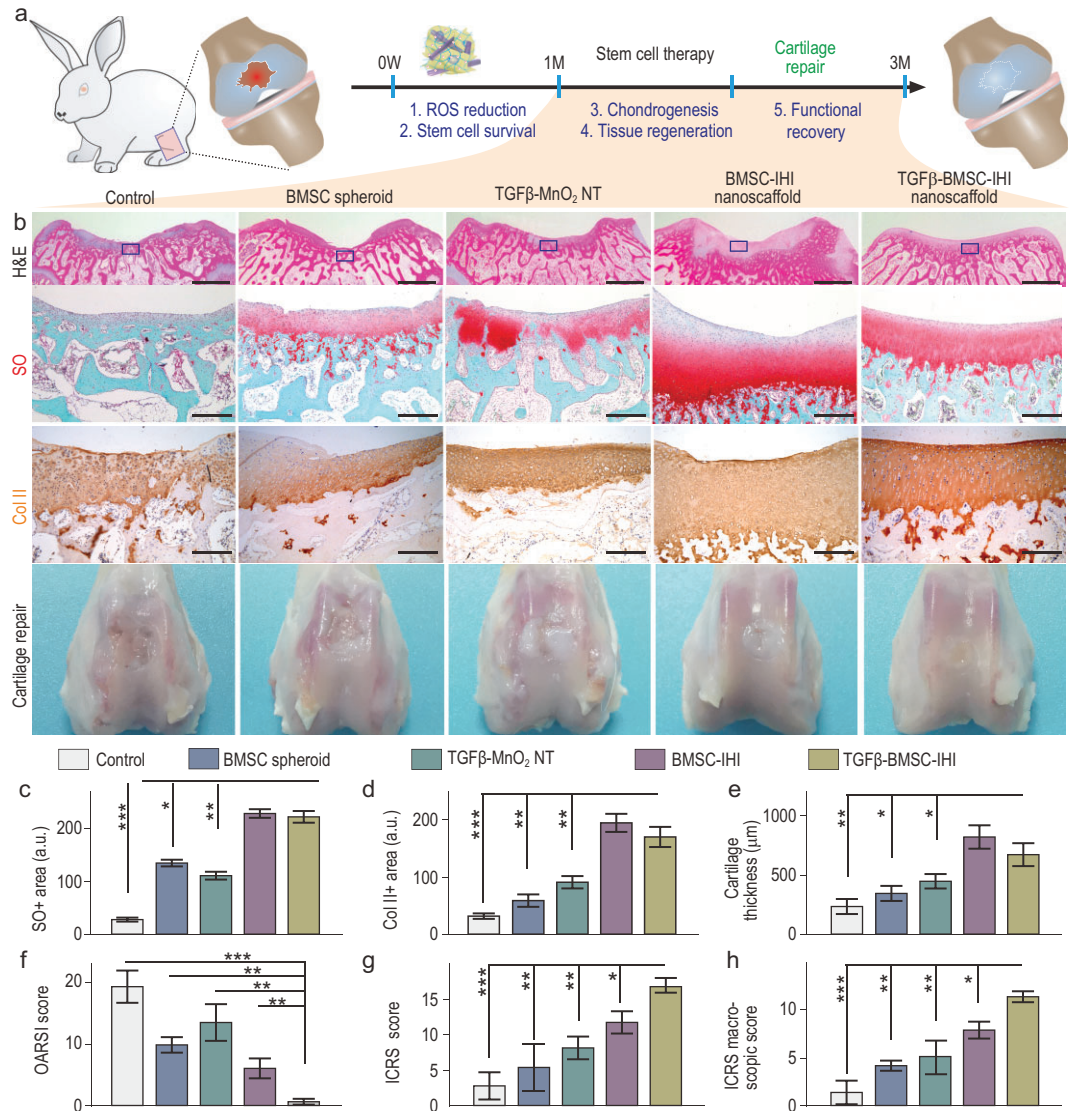 a
0W
1M
Stem cell therapy
Cartilage
repair
3M
1. ROS reduction
2. Stem cell survival
3. Chondrogenesis
4. Tissue regeneration
5. Functional
recovery
Control
BMSC spheroid
TGFβ-MnO₂ NT
BMSC-IHI
nanoscaffold
TGFβ-BMSC-IHI
nanoscaffold
b
H&E
SO
Col II
Cartilage repair
Control
BMSC spheroid
TGFβ-MnO₂ NT
BMSC-IHI
TGFβ-BMSC-IHI
c
SO+ area (a.u.)
200
100
0
***
*
**
d
Col II+ area (a.u.)
200
100
0
***
**
**
e
Cartilage
thickness (μm)
1000
500
0
**
*
*
f
OARSI score
20
10
0
***
**
**
**
g
ICRS score
15
10
5
0
***
**
**
*
h
ICRS macro-
scopic score
10
5
0
***
**
**
*